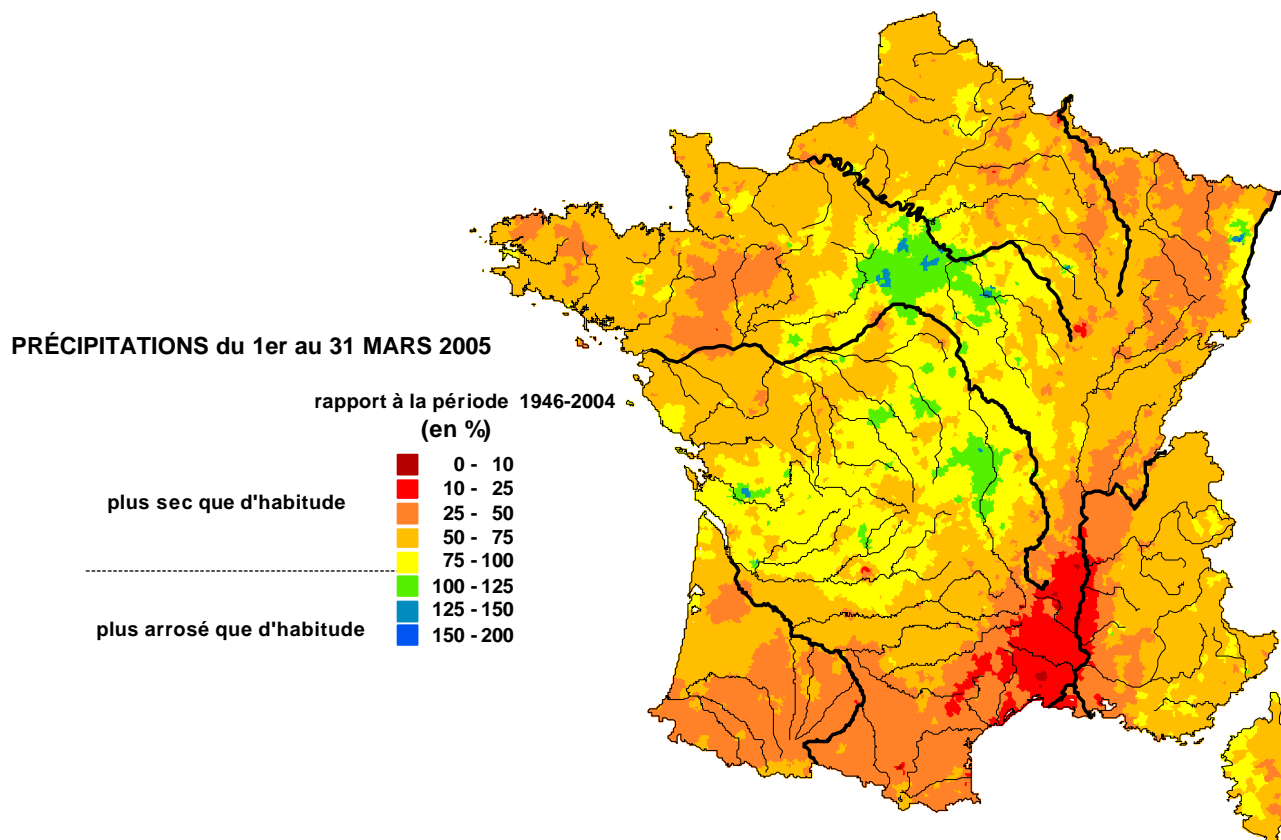 PRÉCIPITATIONS du 1er au 31 MARS 2005
rapport à la période 1946-2004
(en %)
0 - 10
10 - 25
plus sec que d'habitude
25 - 50
50 - 75
75 - 100
100 - 125
125 - 150
plus arrosé que d'habitude
150 - 200